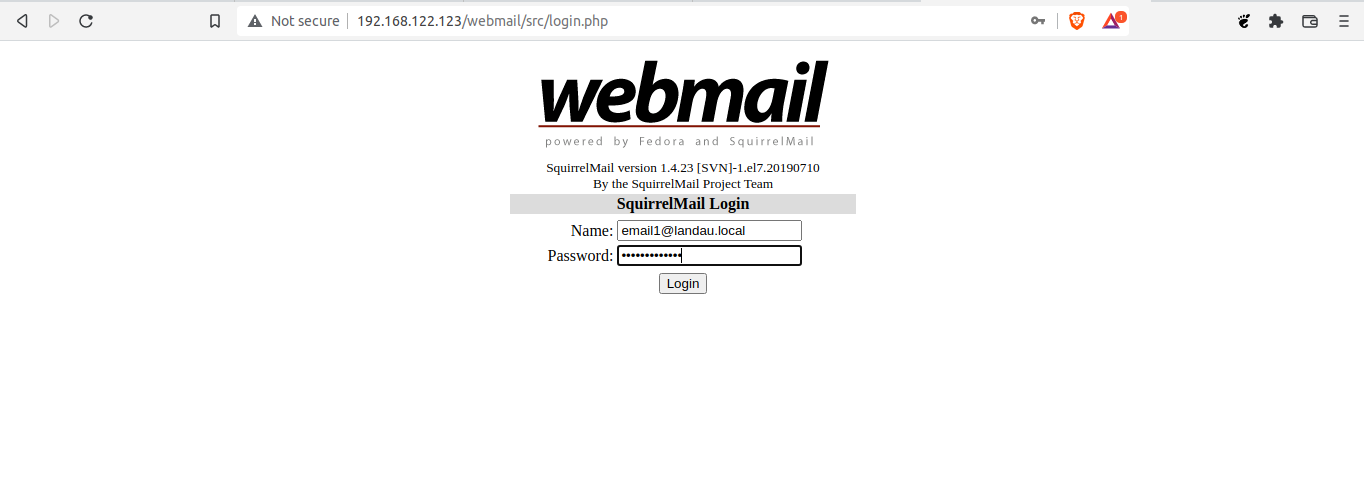 Not secure 192.168.122.123/webmail/src/login.php
1
webmail
powered by Fedora and SquirrelMail
SquirrelMail version 1.4.23 [SVN]-1.el7.20190710
By the SquirrelMail Project Team
SquirrelMail Login
Name: email1@landau.local
Password: •••••••••••••
Login